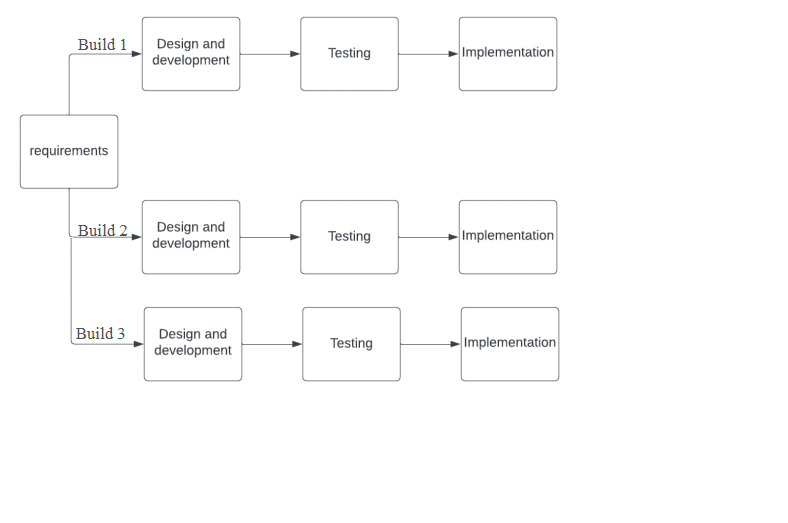 Build 1
Design and
development
Testing
Implementation
requirements
Build 2
Design and
development
Testing
Implementation
Build 3
Design and
development
Testing
Implementation